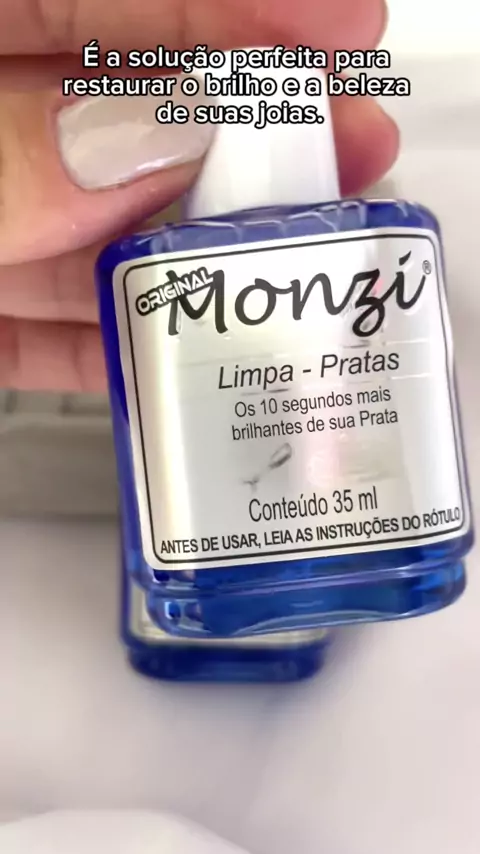 É a solução perfeita para
restaurar o brilho e a beleza
de suas joias.
ORIGINAL
Monzi®
Limpa - Pratas
Os 10 segundos mais
brilhantes de sua Prata
Conteúdo 35 ml
ANTES DE USAR, LEIA AS INSTRUÇÕES DO RÓTULO